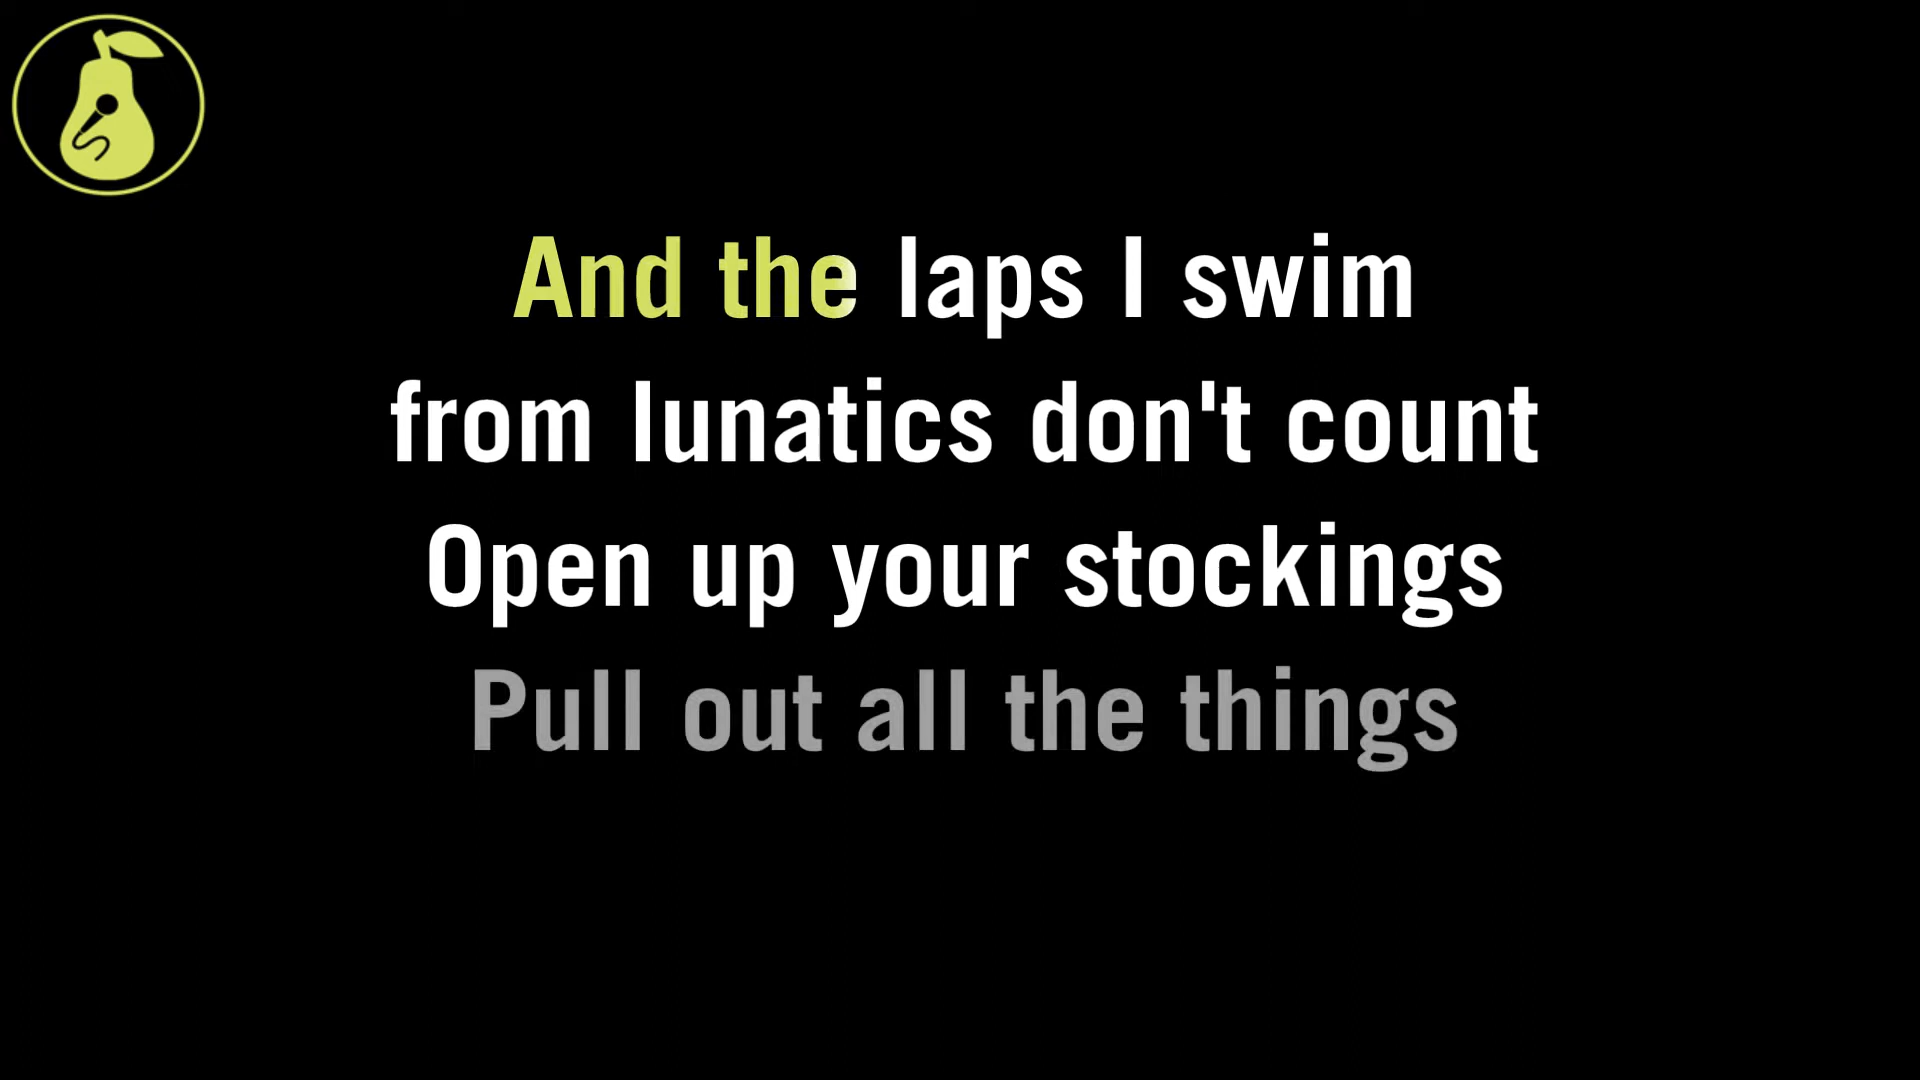 And the laps I swim
from lunatics don't count
Open up your stockings
Pull out all the things